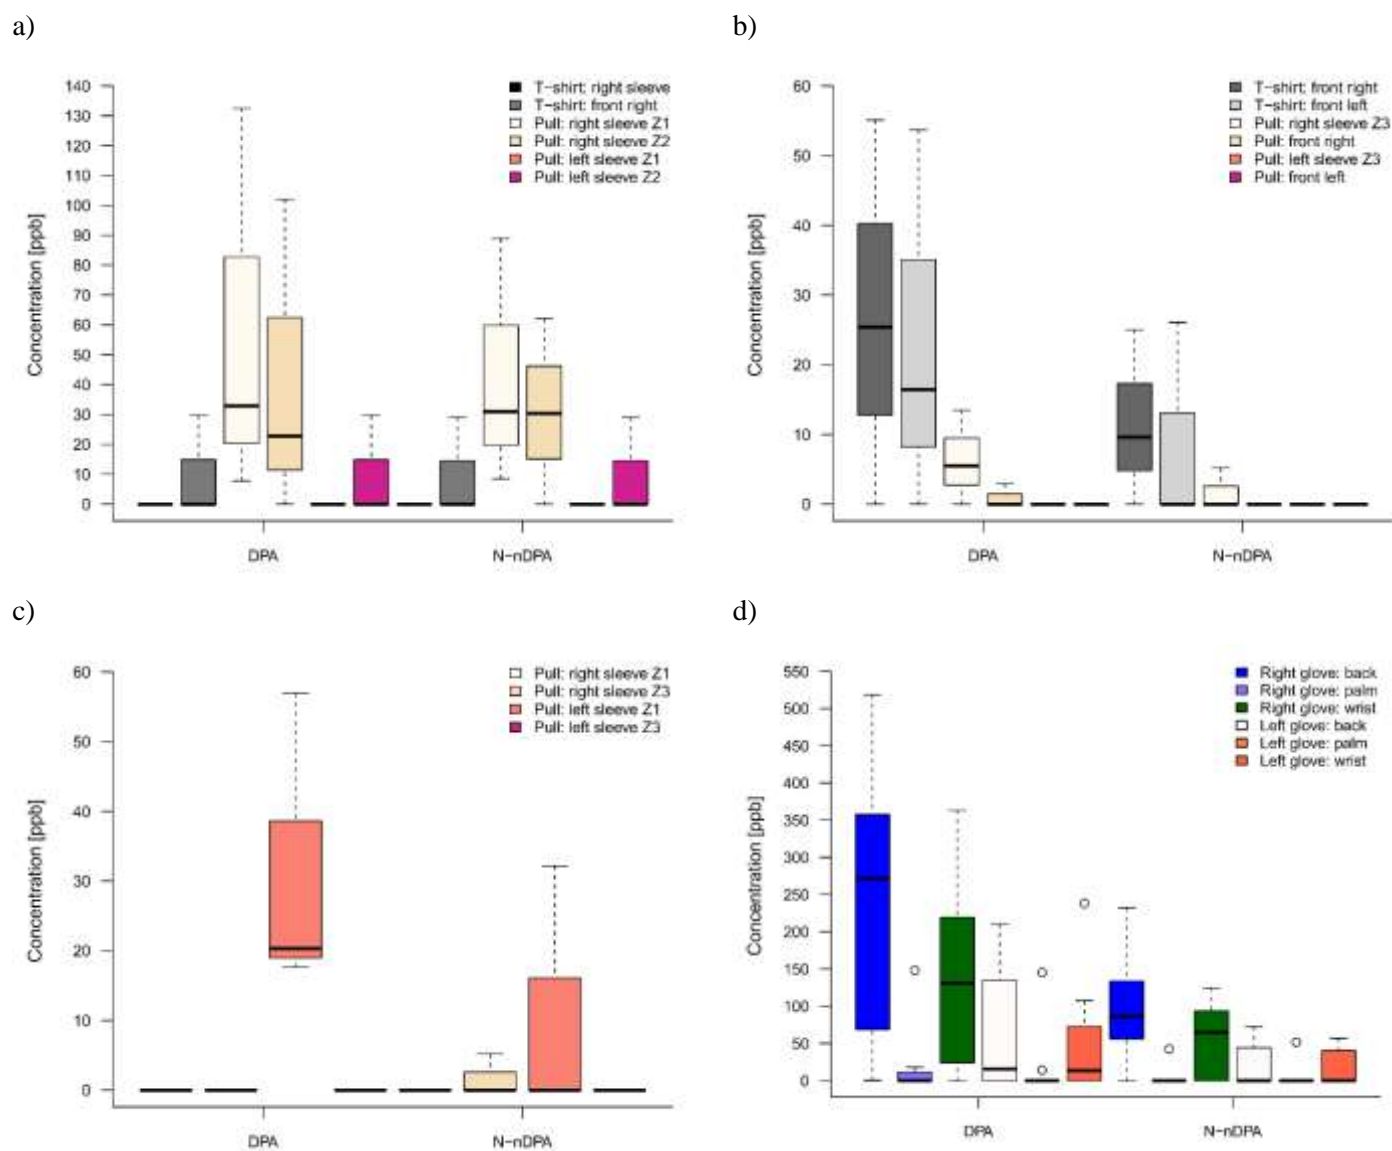 a)
140
130
120
110
100
90
80
70
60
50
40
30
20
10
0
Concentration [ppb]
T-shirt: right sleeve
T-shirt: front right
Pull: right sleeve Z1
Pull: right sleeve Z2
Pull: left sleeve Z1
Pull: left sleeve Z2
DPA
N-nDPA
b)
60
50
40
30
20
10
0
Concentration [ppb]
T-shirt: front right
T-shirt: front left
Pull: right sleeve Z3
Pull: front right
Pull: left sleeve Z3
Pull: front left
DPA
N-nDPA
c)
60
50
40
30
20
10
0
Concentration [ppb]
Pull: right sleeve Z1
Pull: right sleeve Z3
Pull: left sleeve Z1
Pull: left sleeve Z3
DPA
N-nDPA
d)
550
500
450
400
350
300
250
200
150
100
50
0
Concentration [ppb]
Right glove: back
Right glove: palm
Right glove: wrist
Left glove: back
Left glove: palm
Left glove: wrist
DPA
N-nDPA